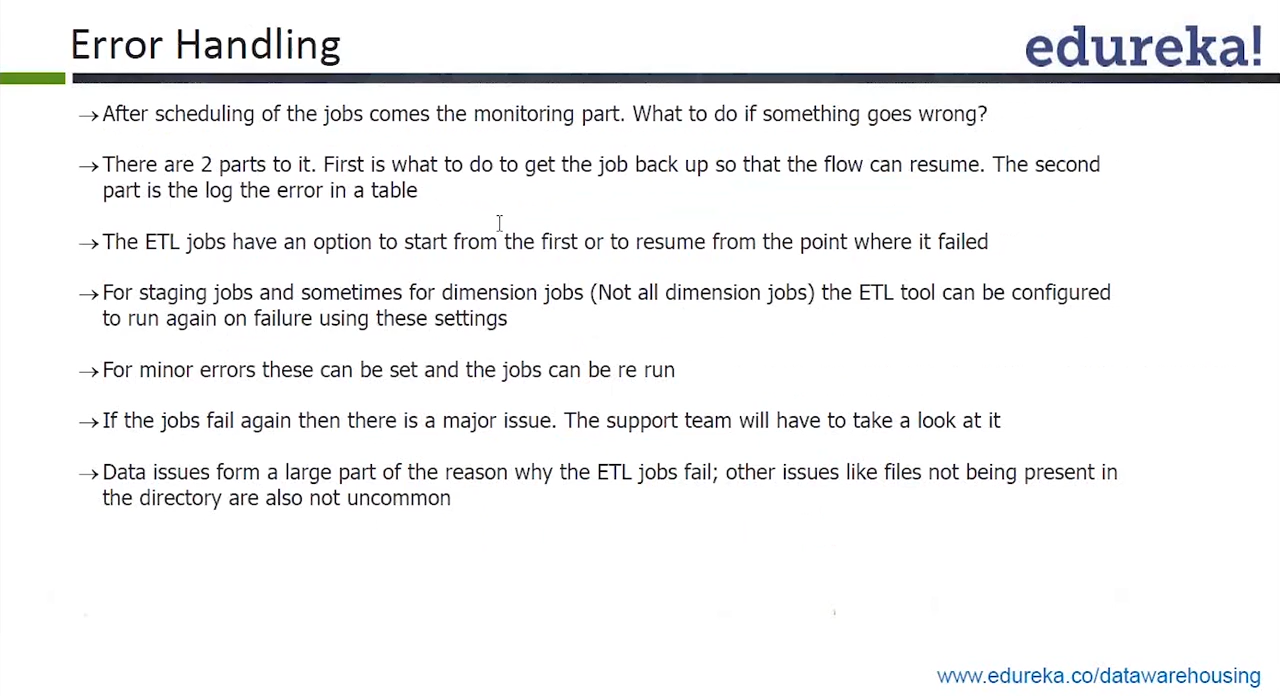 Error Handling
edureka!
→After scheduling of the jobs comes the monitoring part. What to do if something goes wrong?
→There are 2 parts to it. First is what to do to get the job back up so that the flow can resume. The second
part is the log the error in a table
→The ETL jobs have an option to start from the first or to resume from the point where it failed
→For staging jobs and sometimes for dimension jobs (Not all dimension jobs) the ETL tool can be configured
to run again on failure using these settings
→For minor errors these can be set and the jobs can be re run
→If the jobs fail again then there is a major issue. The support team will have to take a look at it
→Data issues form a large part of the reason why the ETL jobs fail; other issues like files not being present in
the directory are also not uncommon
www.edureka.co/datawarehousing